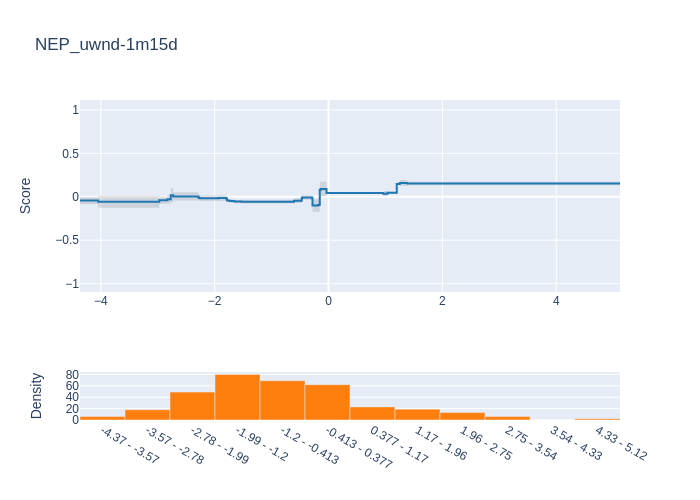 NEP_uwnd-1m15d
1
0.5
0
−0.5
−1
Score
−4
−2
0
2
4
80
60
40
20
0
Density
-4.37 - -3.57
-3.57 - -2.78
-2.78 - -1.99
-1.99 - -1.2
-1.2 - -0.413
-0.413 - 0.377
0.377 - 1.17
1.17 - 1.96
1.96 - 2.75
2.75 - 3.54
3.54 - 4.33
4.33 - 5.12